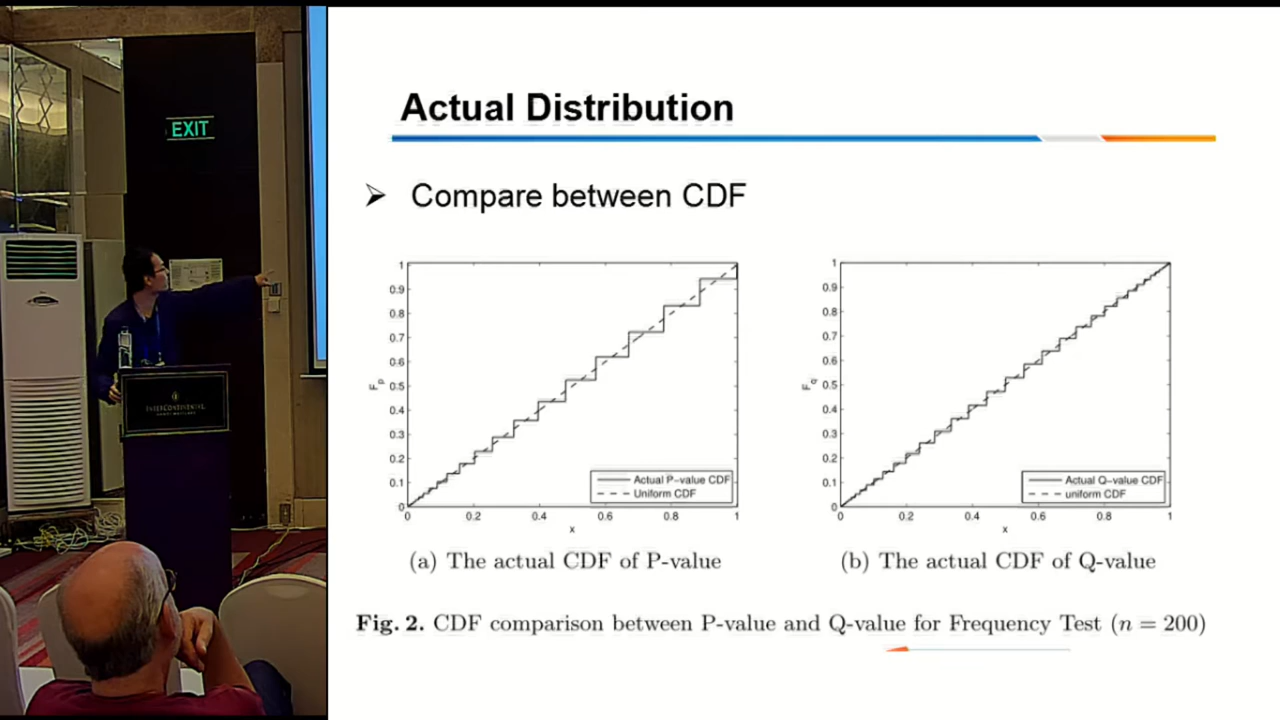 EXIT
INTERCONTINENTAL
Actual Distribution
➢ Compare between CDF
1
0.9
0.8
0.7
0.6
0.5
0.4
0.3
0.2
0.1
0
F_p
0 0.2 0.4 0.6 0.8 1
x
Actual P-value CDF
Uniform CDF
(a) The actual CDF of P-value
1
0.9
0.8
0.7
0.6
0.5
0.4
0.3
0.2
0.1
0
F_q
0 0.2 0.4 0.6 0.8 1
x
Actual Q-value CDF
uniform CDF
(b) The actual CDF of Q-value
Fig. 2. CDF comparison between P-value and Q-value for Frequency Test (n = 200)